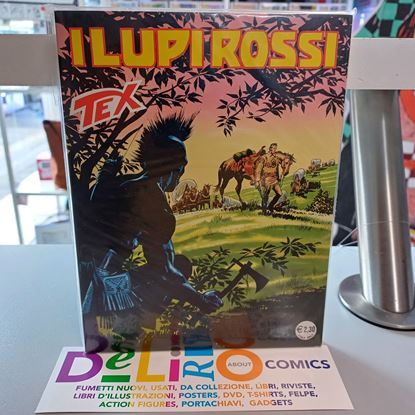 I LUPI ROSSI
TEX
€ 2,30
DeLiRiO ABOUT COMICS
FUMETTI NUOVI, USATI, DA COLLEZIONE, LIBRI, RIVISTE,
LIBRI D'ILLUSTRAZIONI, POSTERS, DVD, T-SHIRTS, FELPE,
ACTION FIGURES, PORTACHIAVI, GADGETS